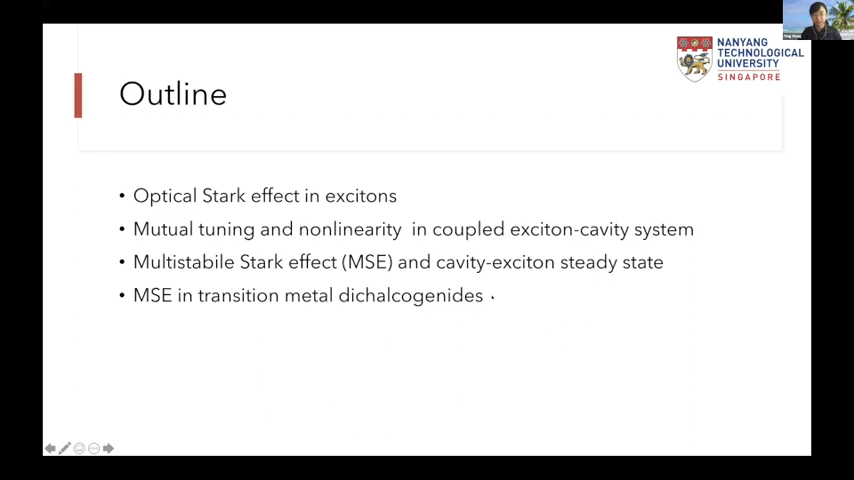 NANYANG
TECHNOLOGICAL
UNIVERSITY
SINGAPORE
Outline
• Optical Stark effect in excitons
• Mutual tuning and nonlinearity in coupled exciton-cavity system
• Multistabile Stark effect (MSE) and cavity-exciton steady state
• MSE in transition metal dichalcogenides